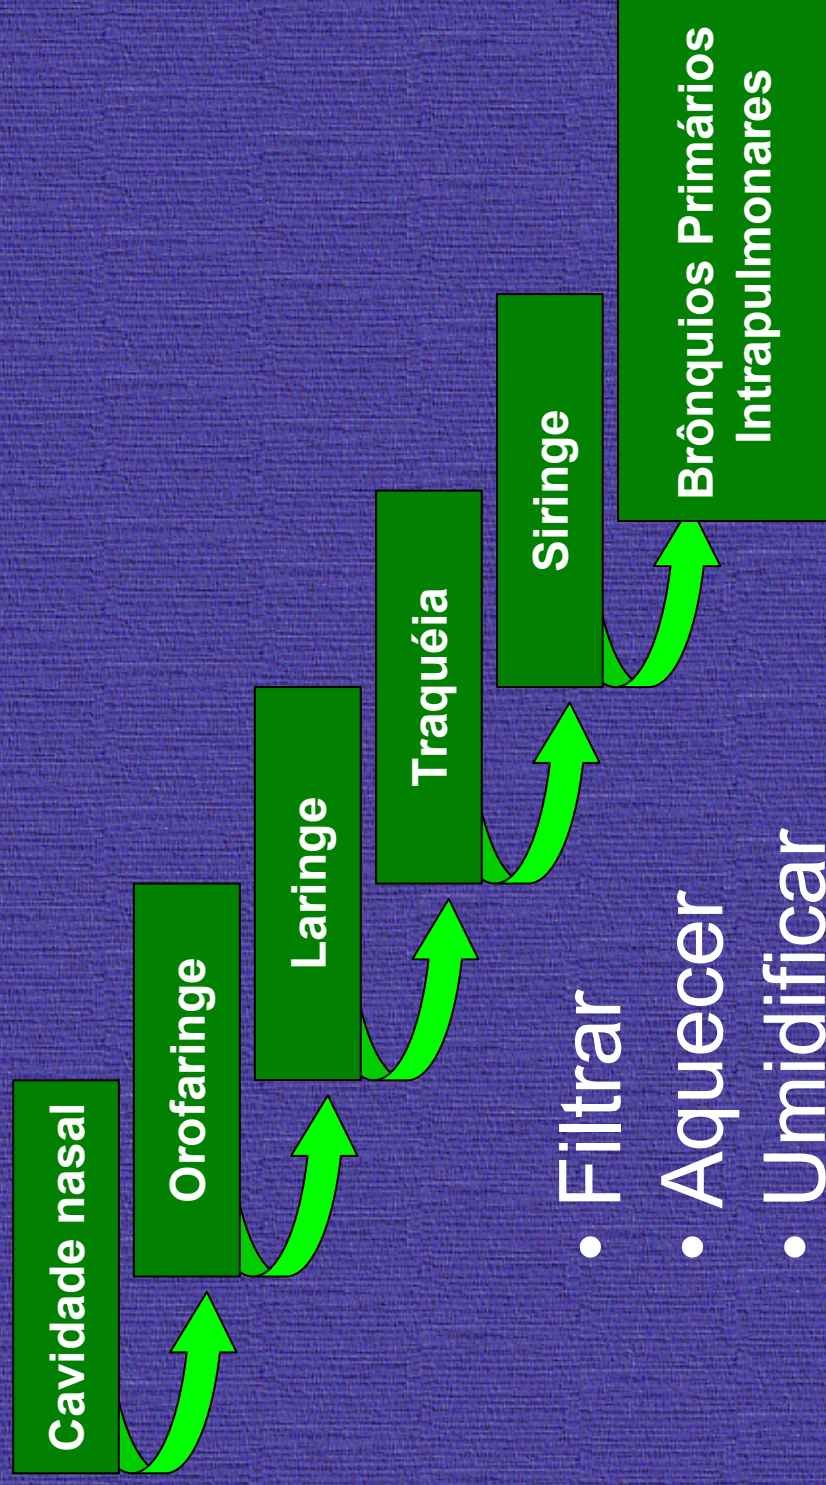 Cavidade nasal
Orofaringe
Laringe
Traquéia
Siringe
Brônquios Primários
Intrapulmonares
• Filtrar
• Aquecer
• Umidificar